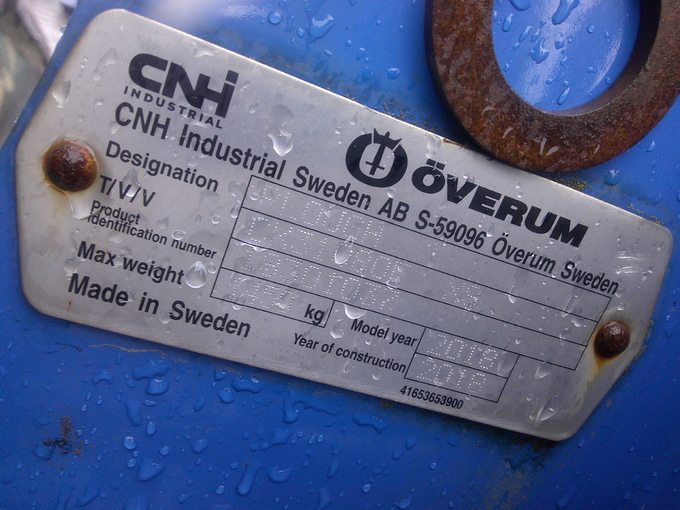 CNH
INDUSTRIAL
ÖVERUM
CNH Industrial Sweden AB S-59096 Överum Sweden
Designation PLOUGH
T/V/V
Product
identification number
Max weight kg
Model year 2018
Made in Sweden
Year of construction 2018
41653653900